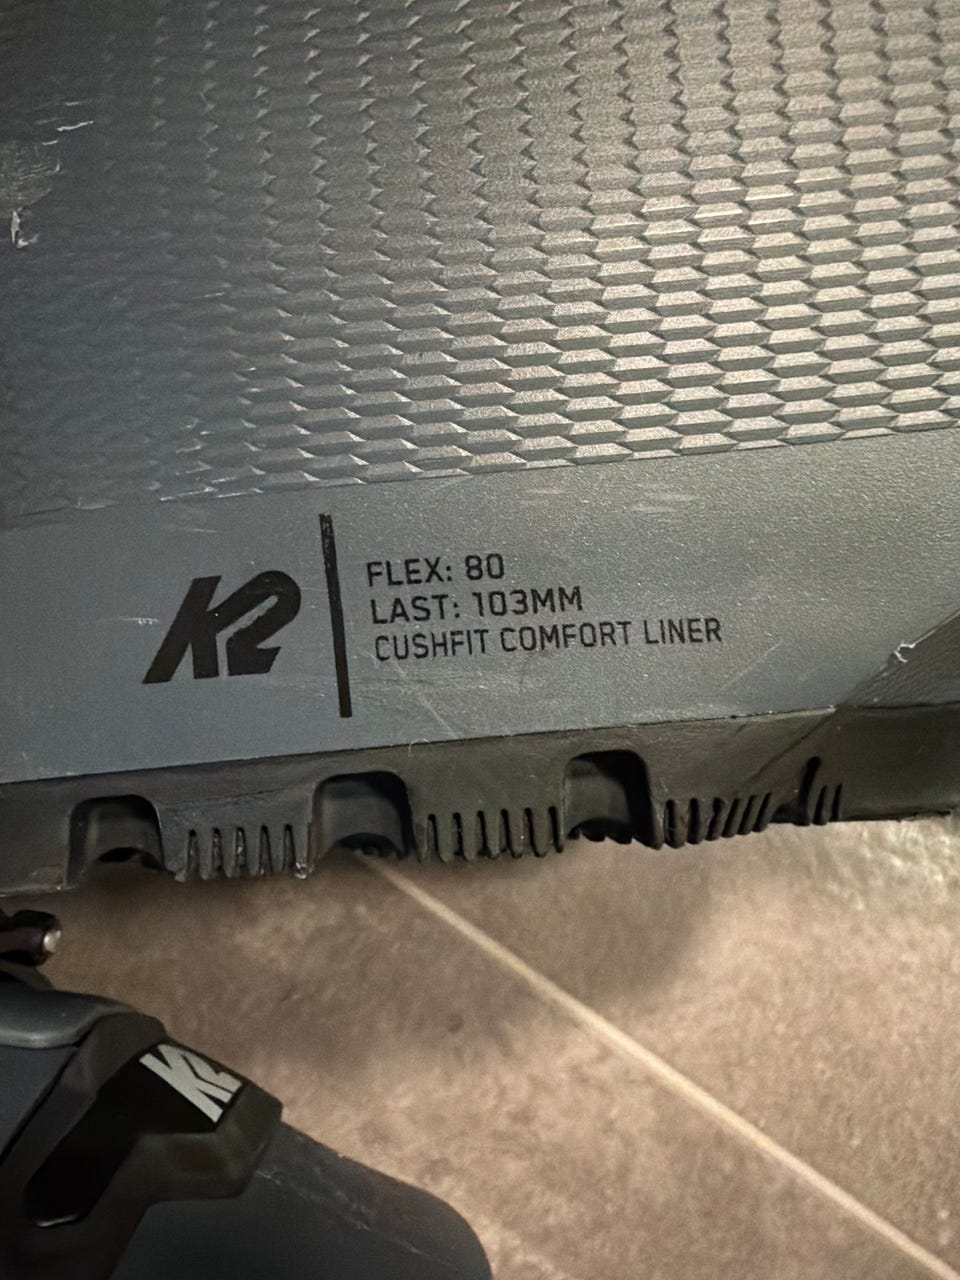 K2
FLEX: 80
LAST: 103MM
CUSHFIT COMFORT LINER
K2